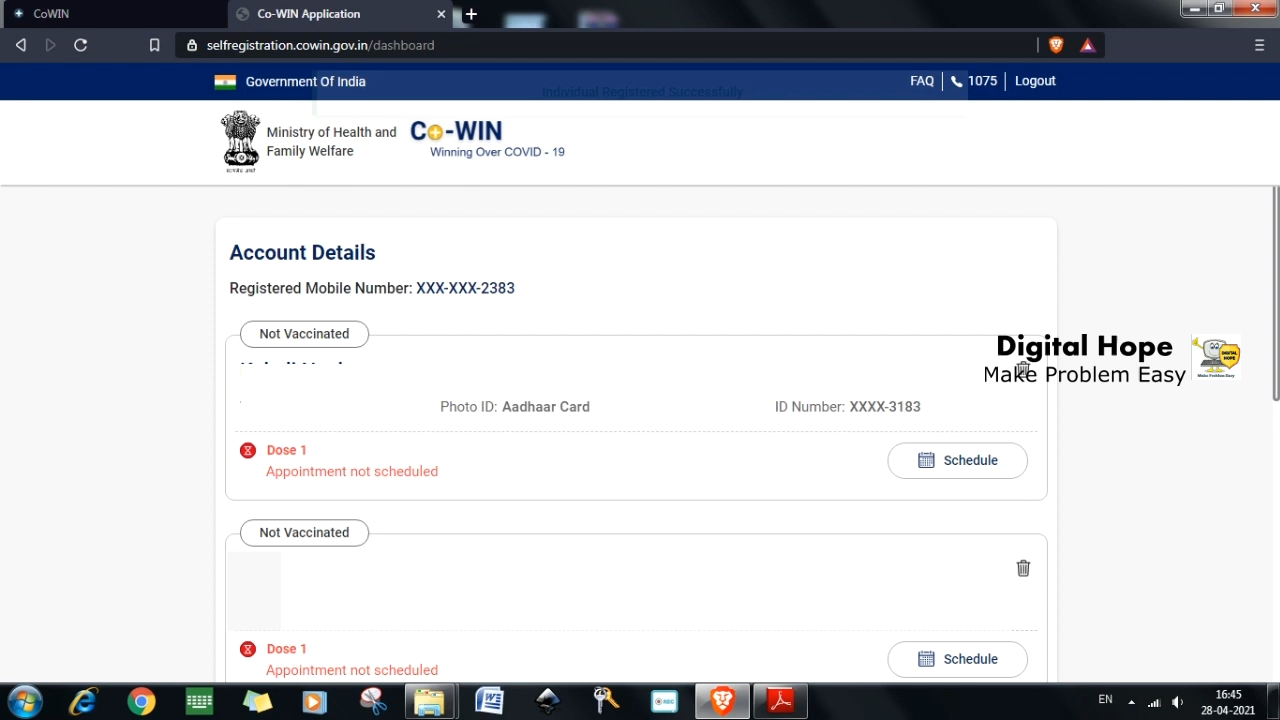 CoWIN
Co-WIN Application
selfregistration.cowin.gov.in/dashboard
Government Of India
Individual Registered Successfully
FAQ
1075
Logout
Ministry of Health and
Family Welfare
Co-WIN
Winning Over COVID - 19
Account Details
Registered Mobile Number: XXX-XXX-2383
Not Vaccinated
Digital Hope
Make Problem Easy
Photo ID: Aadhaar Card
ID Number: XXXX-3183
Dose 1
Appointment not scheduled
Schedule
Not Vaccinated
Dose 1
Appointment not scheduled
Schedule
EN
16:45
28-04-2021